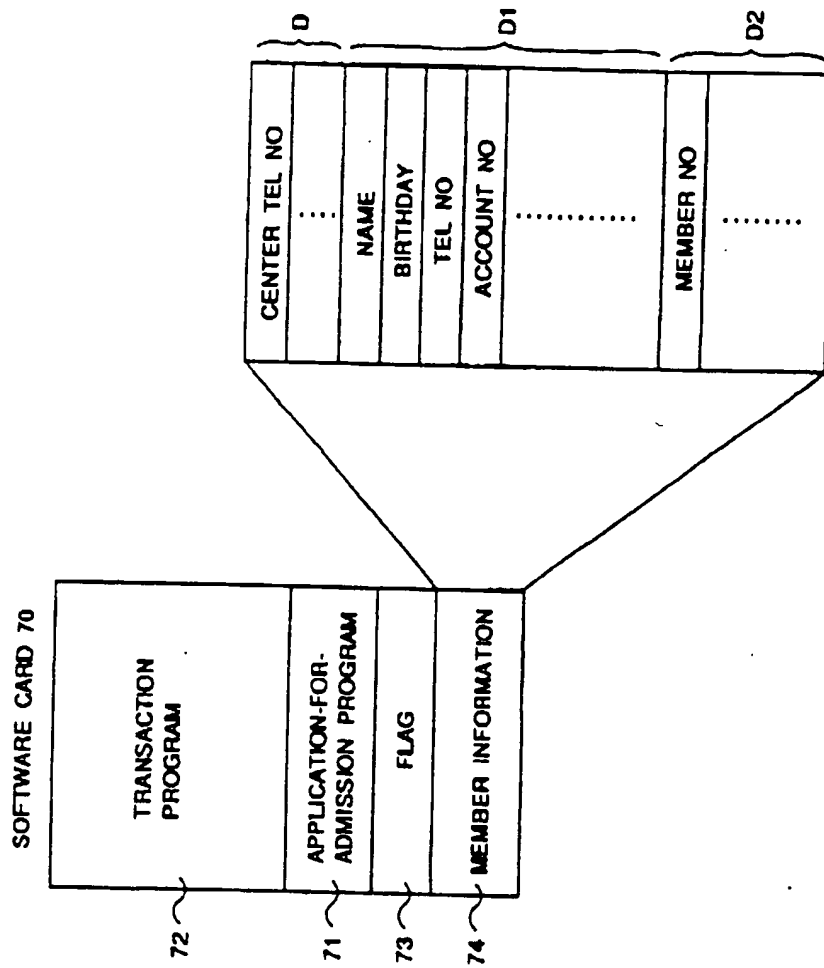 SOFTWARE CARD 70
72
TRANSACTION
PROGRAM
71
APPLICATION-FOR-
ADMISSION PROGRAM
73
FLAG
74
MEMBER INFORMATION
CENTER TEL NO
.....
D
NAME
BIRTHDAY
TEL NO
ACCOUNT NO
.............
D1
MEMBER NO
........
D2